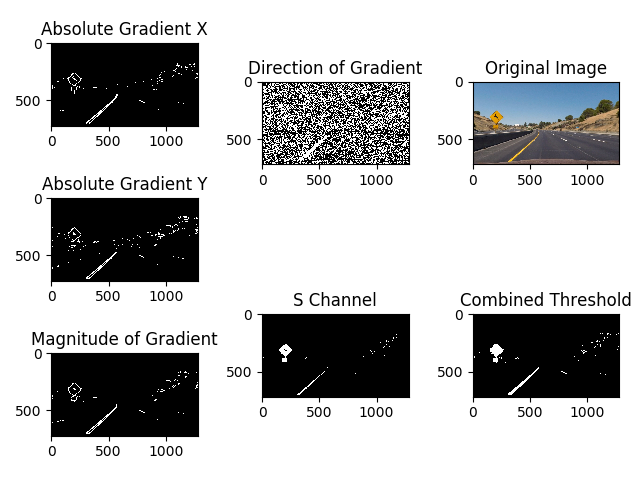 Absolute Gradient X
0
500
0 500 1000
Absolute Gradient Y
0
500
0 500 1000
Magnitude of Gradient
0
500
0 500 1000
Direction of Gradient
0
500
0 500 1000
S Channel
0
500
0 500 1000
Original Image
0
500
0 500 1000
Combined Threshold
0
500
0 500 1000